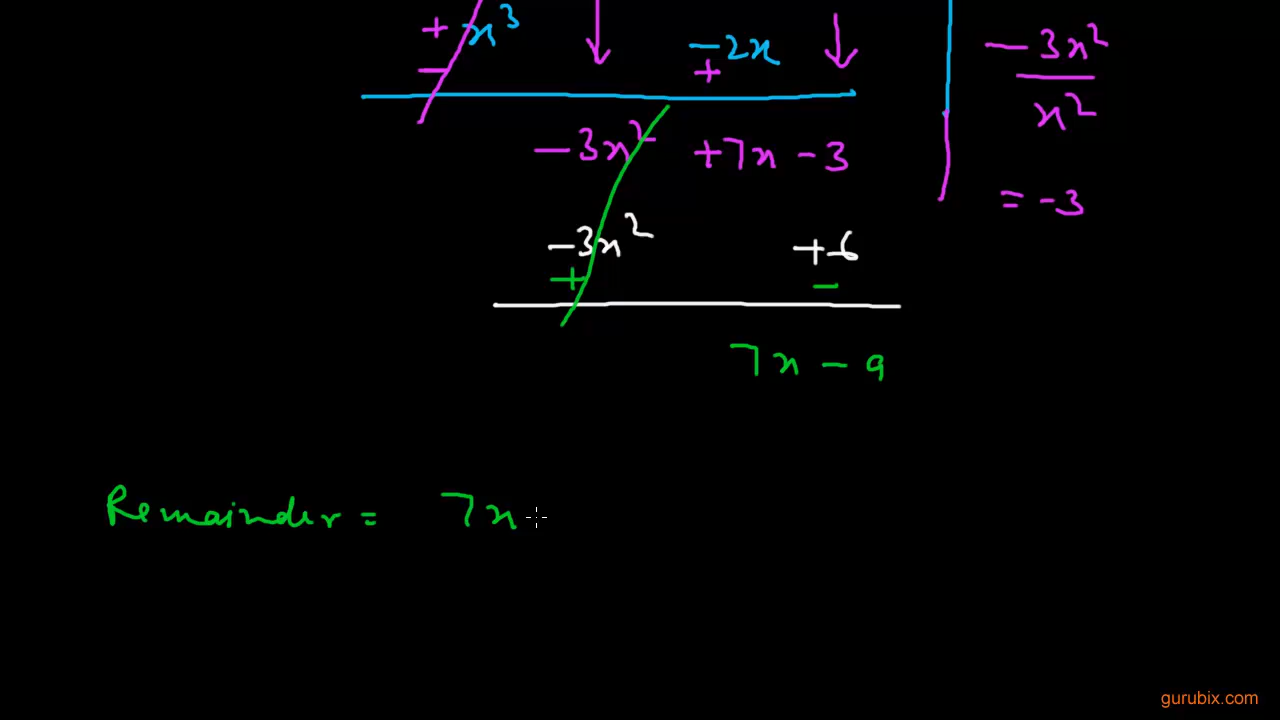 + x³ -2x
- +
-3x² +7x -3
-3x² +6
+ -
7x - 9
Remainder = 7x
-3x²
x²
= -3
gurubix.com